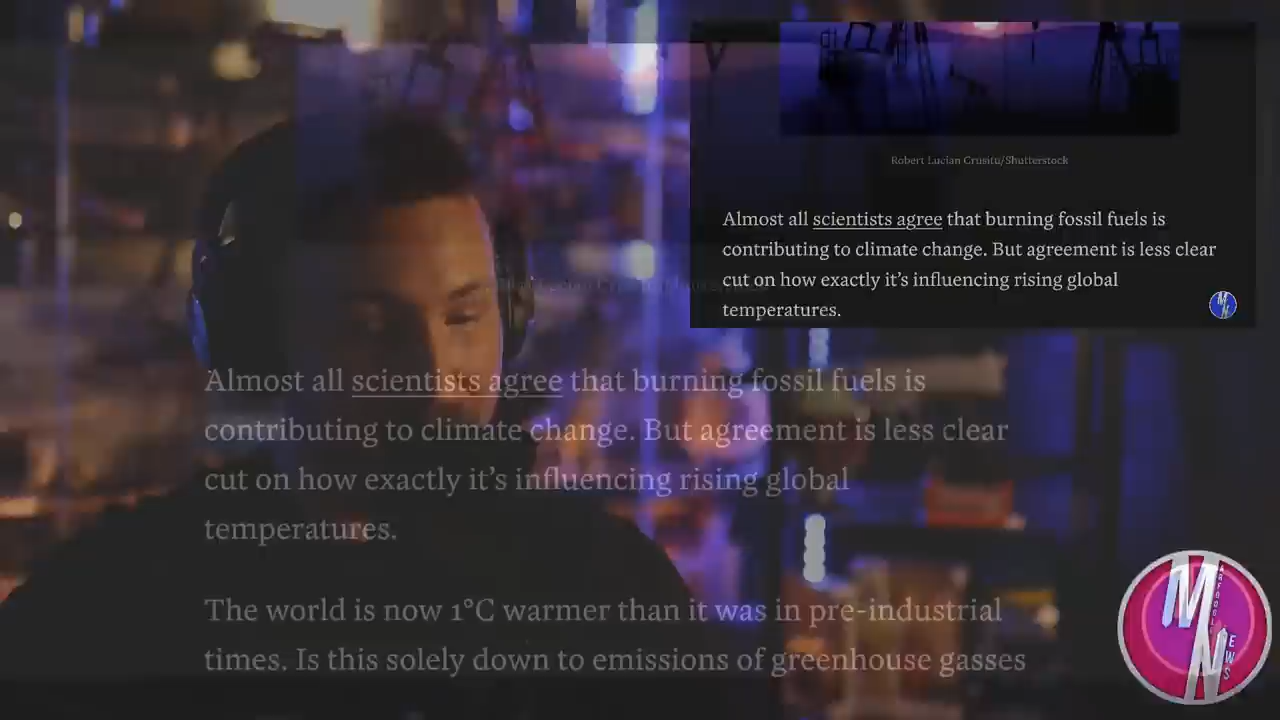 Robert Lucian Crusitu/Shutterstock
Almost all scientists agree that burning fossil fuels is
contributing to climate change. But agreement is less clear
cut on how exactly it’s influencing rising global
temperatures.
Almost all scientists agree that burning fossil fuels is
contributing to climate change. But agreement is less clear
cut on how exactly it’s influencing rising global
temperatures.
The world is now 1°C warmer than it was in pre-industrial
times. Is this solely down to emissions of greenhouse gasses